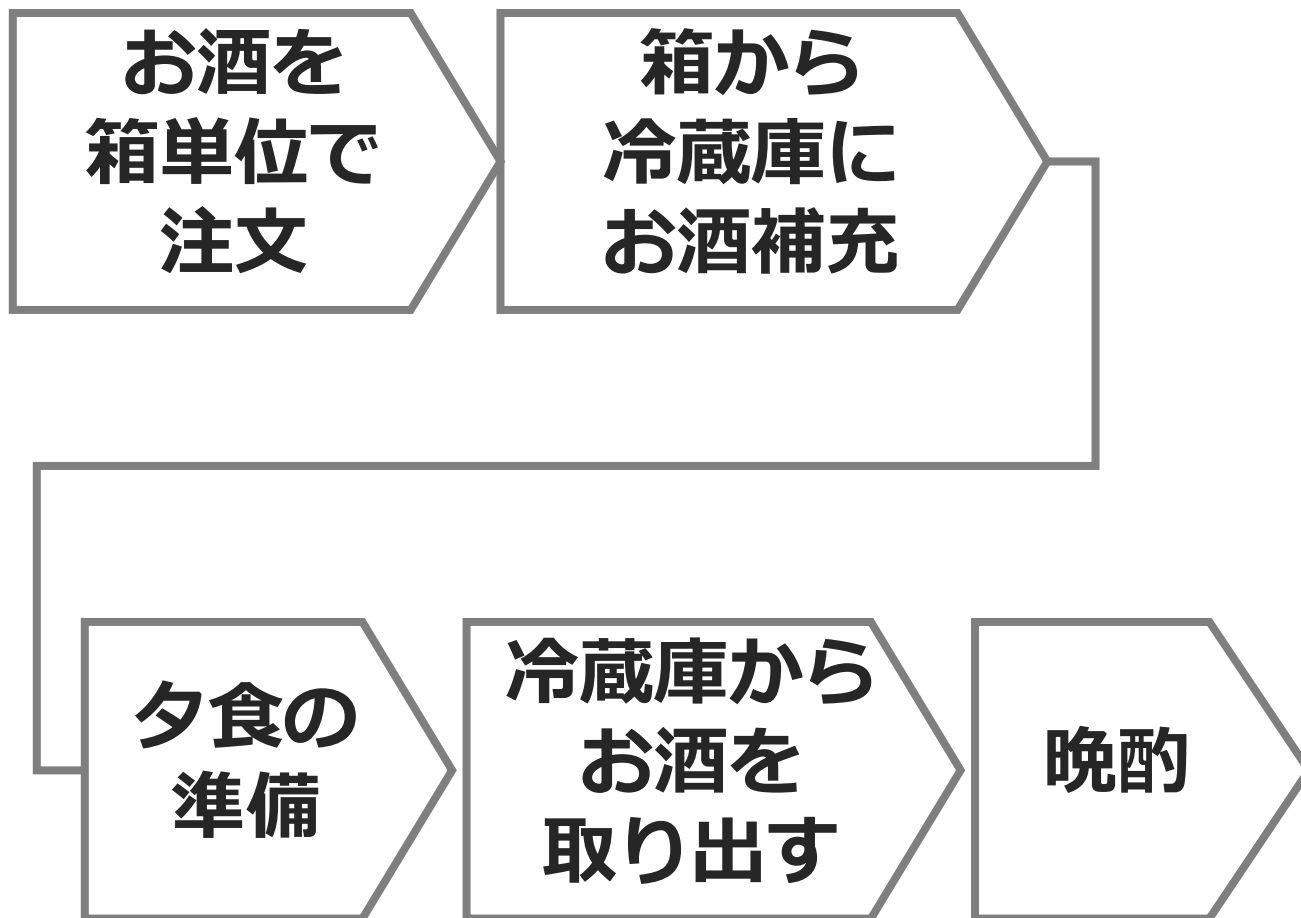 お酒を
箱単位で
注文
箱から
冷蔵庫に
お酒補充
夕食の
準備
冷蔵庫から
お酒を
取り出す
晩酌